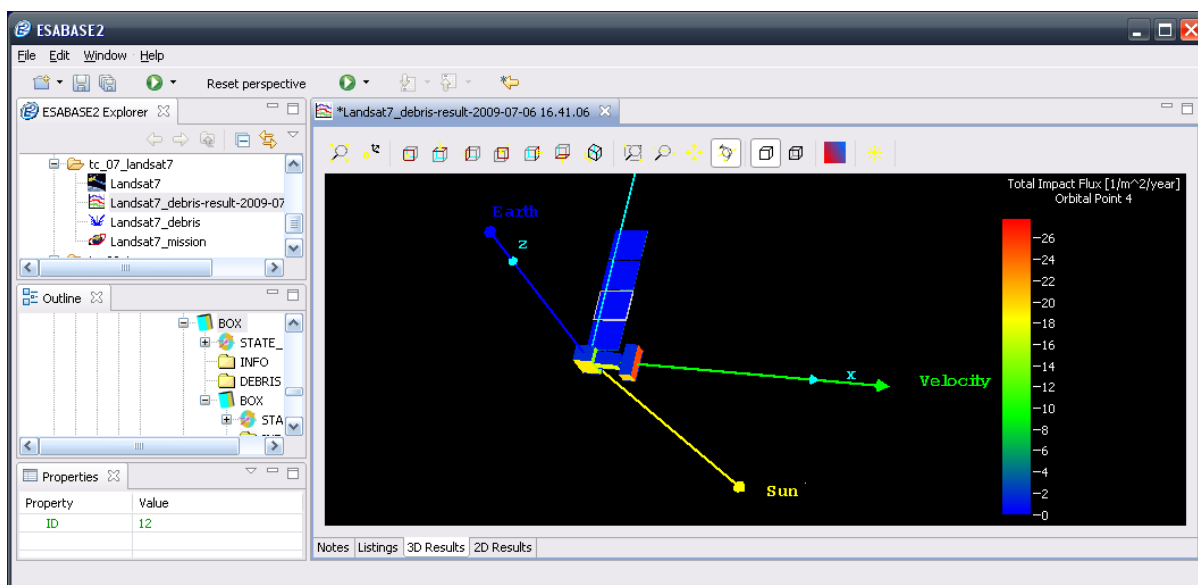 ESABASE2
File Edit Window Help
Reset perspective
ESABASE2 Explorer
tc_07_landsat7
Landsat7
Landsat7_debris-result-2009-07
Landsat7_debris
Landsat7_mission
Outline
BOX
STATE_
INFO
DEBRIS
BOX
STA
Properties
Property Value
ID 12
*Landsat7_debris-result-2009-07-06 16.41.06
Total Impact Flux [1/m^2/year]
Orbital Point 4
Earth
z
x
Velocity
Sun
26
24
22
20
18
16
14
12
10
8
6
4
2
0
Notes Listings 3D Results 2D Results